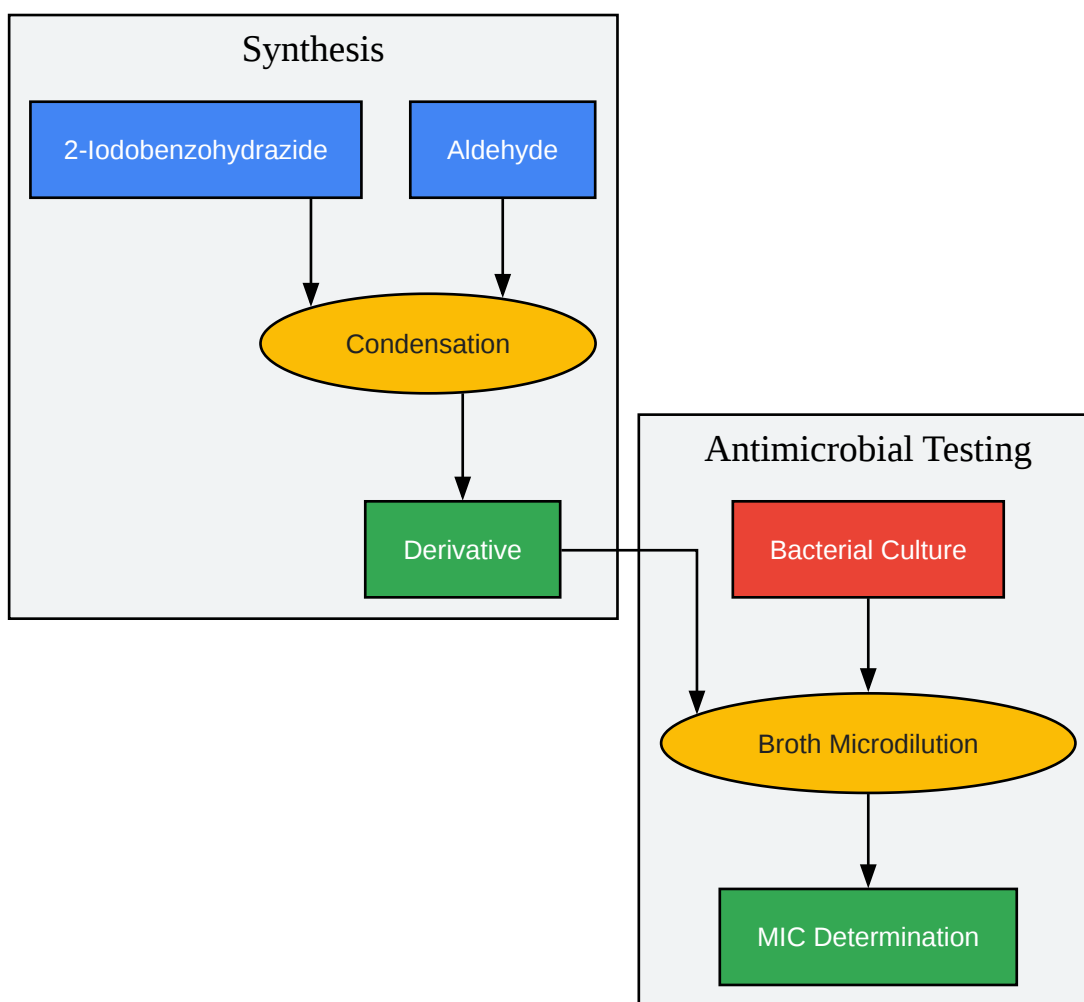 Synthesis
2-Iodobenzohydrazide
Aldehyde
Condensation
Derivative
Antimicrobial Testing
Bacterial Culture
Broth Microdilution
MIC Determination